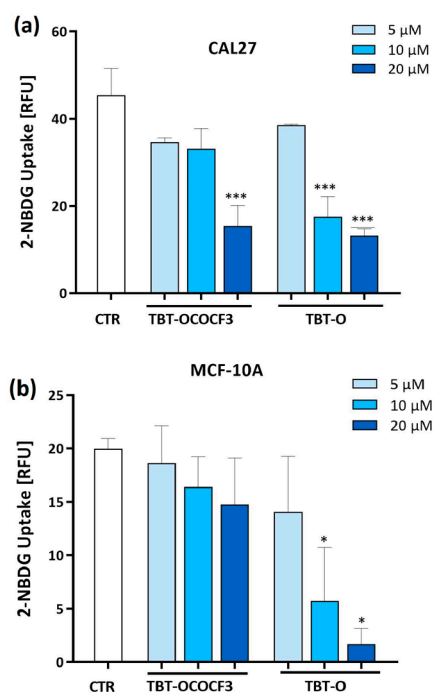 (a)
CAL27
5 µM
10 µM
20 µM
2-NBDG Uptake [RFU]
60
40
20
0
***
***
***
CTR
TBT-OCOCF3
TBT-O
(b)
MCF-10A
5 µM
10 µM
20 µM
2-NBDG Uptake [RFU]
25
20
15
10
5
0
*
*
CTR
TBT-OCOCF3
TBT-O